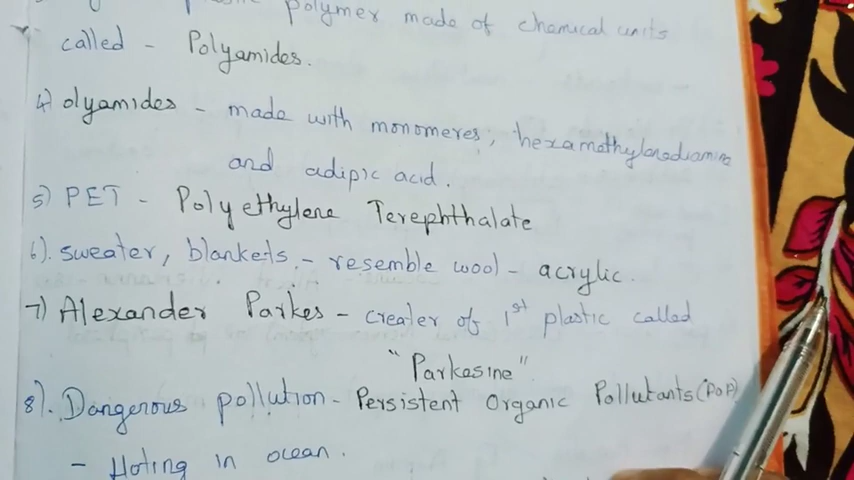 polymer made of chemical units
called - Polyamides.
4) olyamides - made with monomeres, hexamethylenediamine
and adipic acid.
5) PET - Polyethylene Terephthalate
6). sweater, blankets - resemble wool - acrylic.
7) Alexander Parkes - creater of 1st plastic called
"Parkesine"
8). Dangerous pollution - Persistent Organic Pollutants (POP)
- floting in ocean.